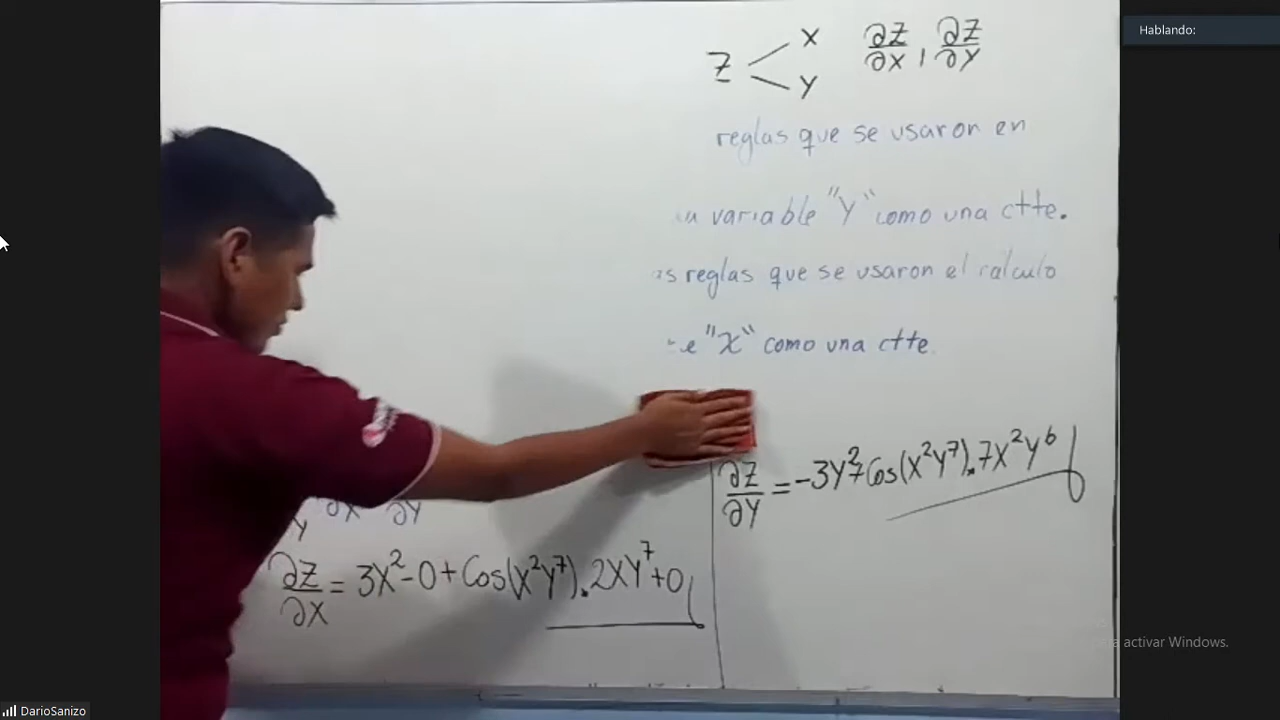 Hablando:
Z < X Y ∂Z/∂X , ∂Z/∂Y
reglas que se usaron en
variable "Y" como una ctte.
reglas que se usaron el calculo
"X" como una ctte.
∂Z/∂Y = -3Y²+Cos(X²Y⁷).7X²Y⁶
Y ∂X ∂Y
∂Z/∂X = 3X²-0+Cos(X²Y⁷).2XY⁷+0
activar Windows.
DarioSanizo